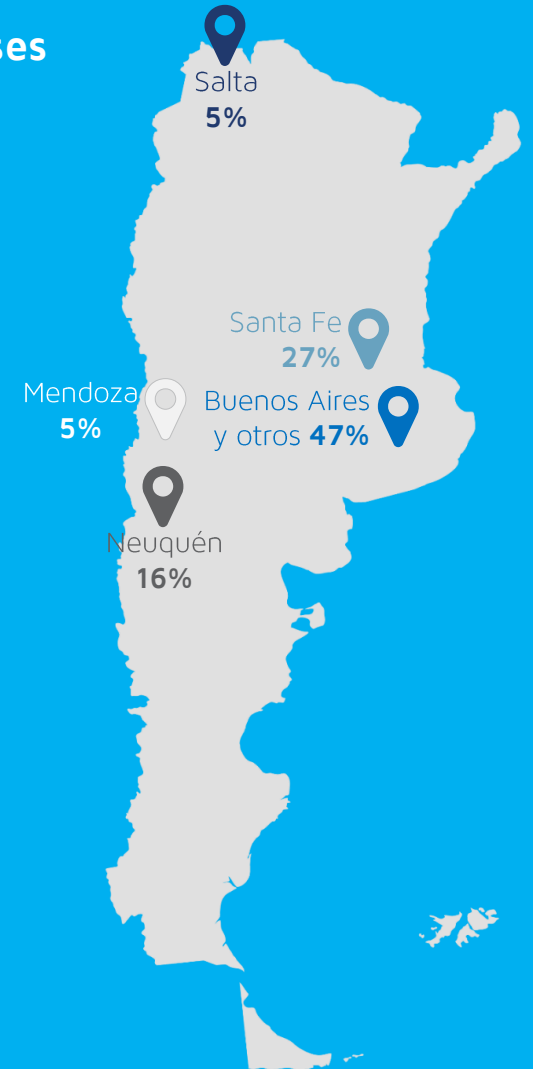 ses
Salta
5%
Santa Fe
27%
Mendoza
5%
Buenos Aires
y otros 47%
Neuquén
16%